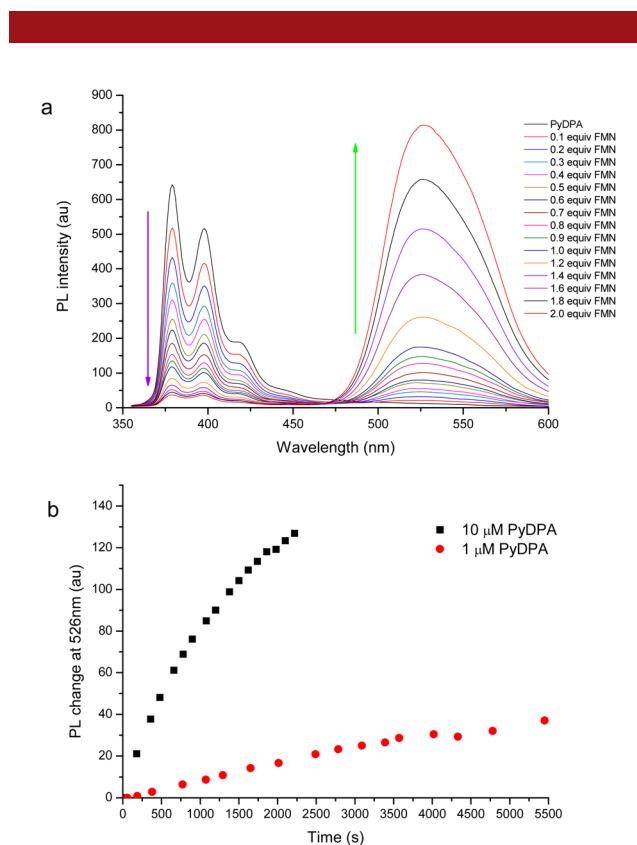 a
PL intensity (au)
900
800
700
600
500
400
300
200
100
0
350
400
450
500
550
600
Wavelength (nm)
PyDPA
0.1 equiv FMN
0.2 equiv FMN
0.3 equiv FMN
0.4 equiv FMN
0.5 equiv FMN
0.6 equiv FMN
0.7 equiv FMN
0.8 equiv FMN
0.9 equiv FMN
1.0 equiv FMN
1.2 equiv FMN
1.4 equiv FMN
1.6 equiv FMN
1.8 equiv FMN
2.0 equiv FMN
b
PL change at 526nm (au)
140
120
100
80
60
40
20
0
0
500
1000
1500
2000
2500
3000
3500
4000
4500
5000
5500
Time (s)
10 μM PyDPA
1 μM PyDPA